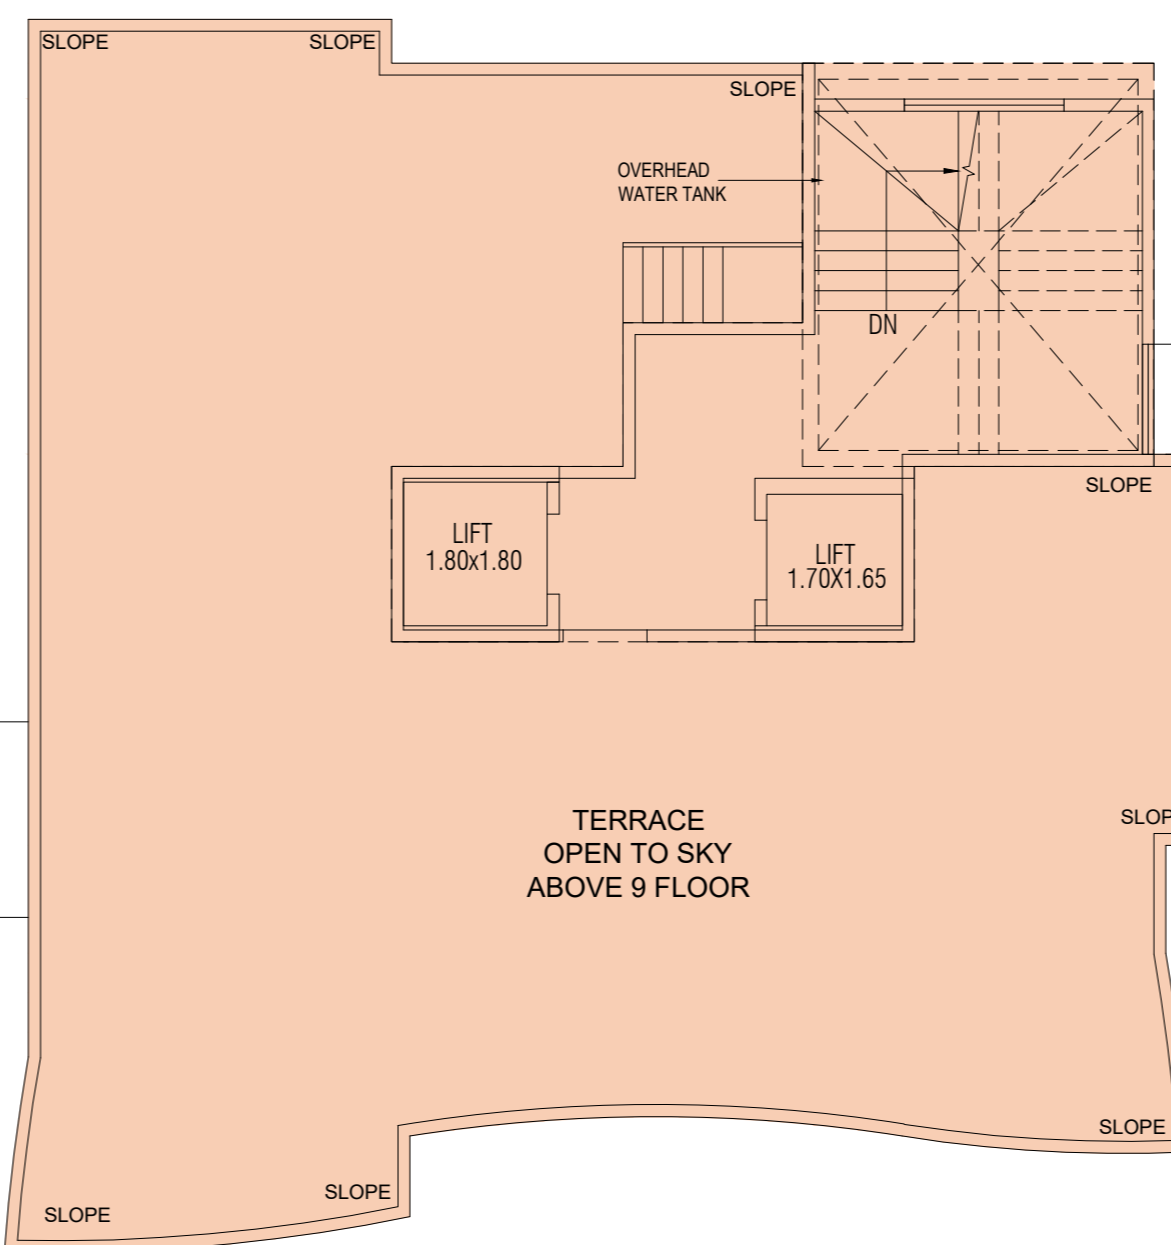 SLOPE
SLOPE
SLOPE
OVERHEAD
WATER TANK
DN
SLOPE
LIFT
1.80x1.80
LIFT
1.70X1.65
TERRACE
OPEN TO SKY
ABOVE 9 FLOOR
SLOP
SLOPE
SLOPE
SLOPE